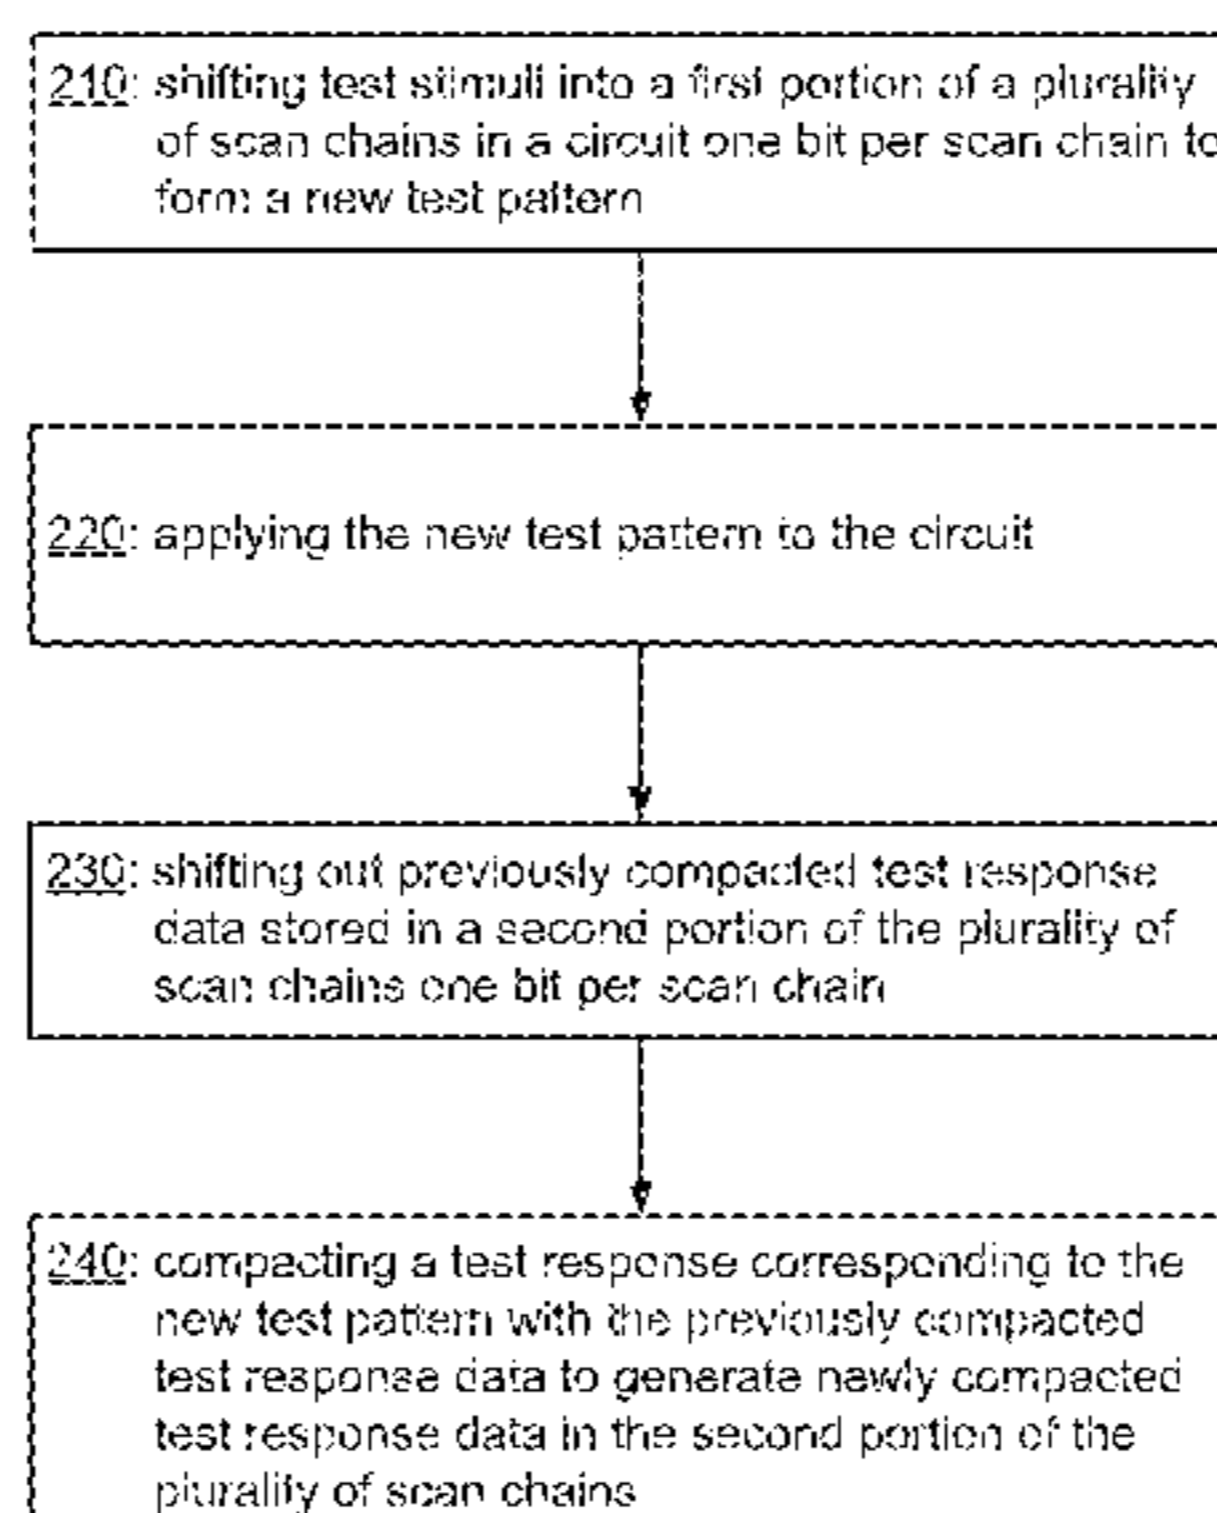 210: shifting test stimuli into a first portion of a plurality
of scan chains in a circuit one bit per scan chain to
form a new test pattern
220: applying the new test pattern to the circuit
230: shifting out previously compacted test response
data stored in a second portion of the plurality of
scan chains one bit per scan chain
240: compacting a test response corresponding to the
new test pattern with the previously compacted
test response data to generate newly compacted
test response data in the second portion of the
plurality of scan chains